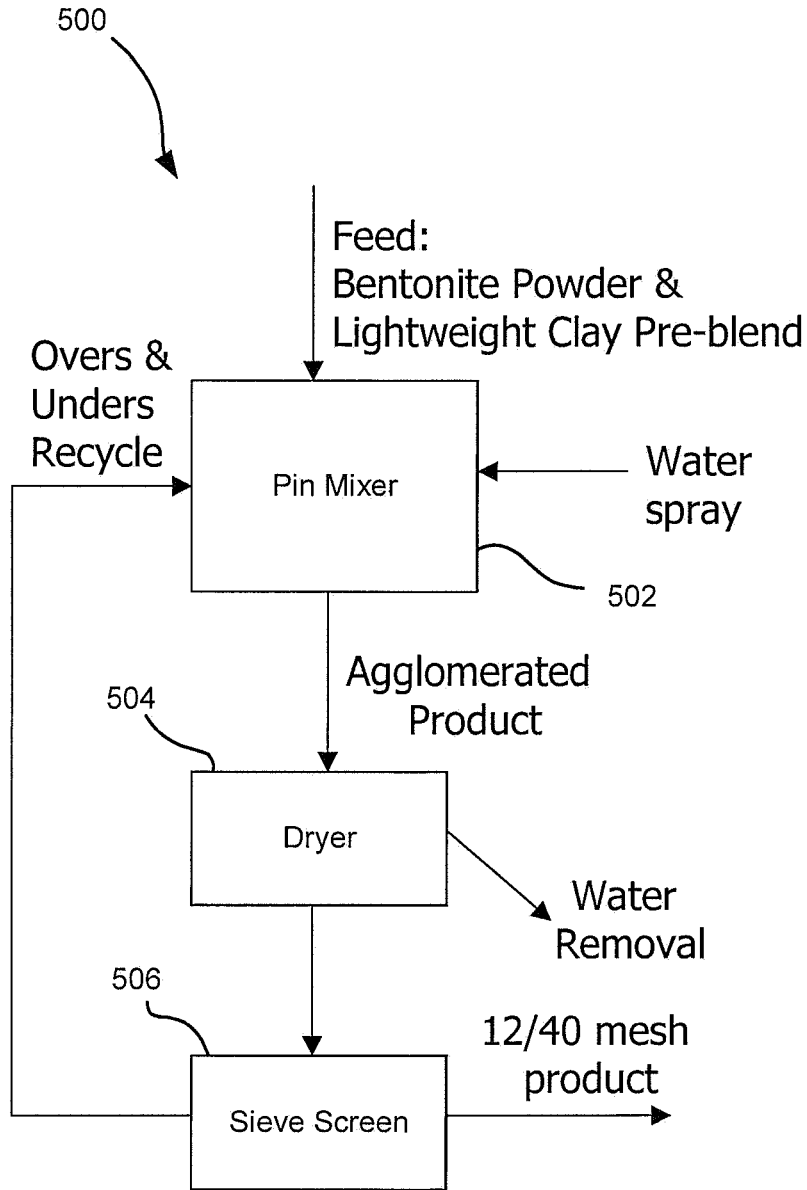 500
Feed:
Bentonite Powder &
Lightweight Clay Pre-blend
Overs &
Unders
Recycle
Pin Mixer
Water
spray
502
Agglomerated
Product
504
Dryer
Water
Removal
506
12/40 mesh
product
Sieve Screen